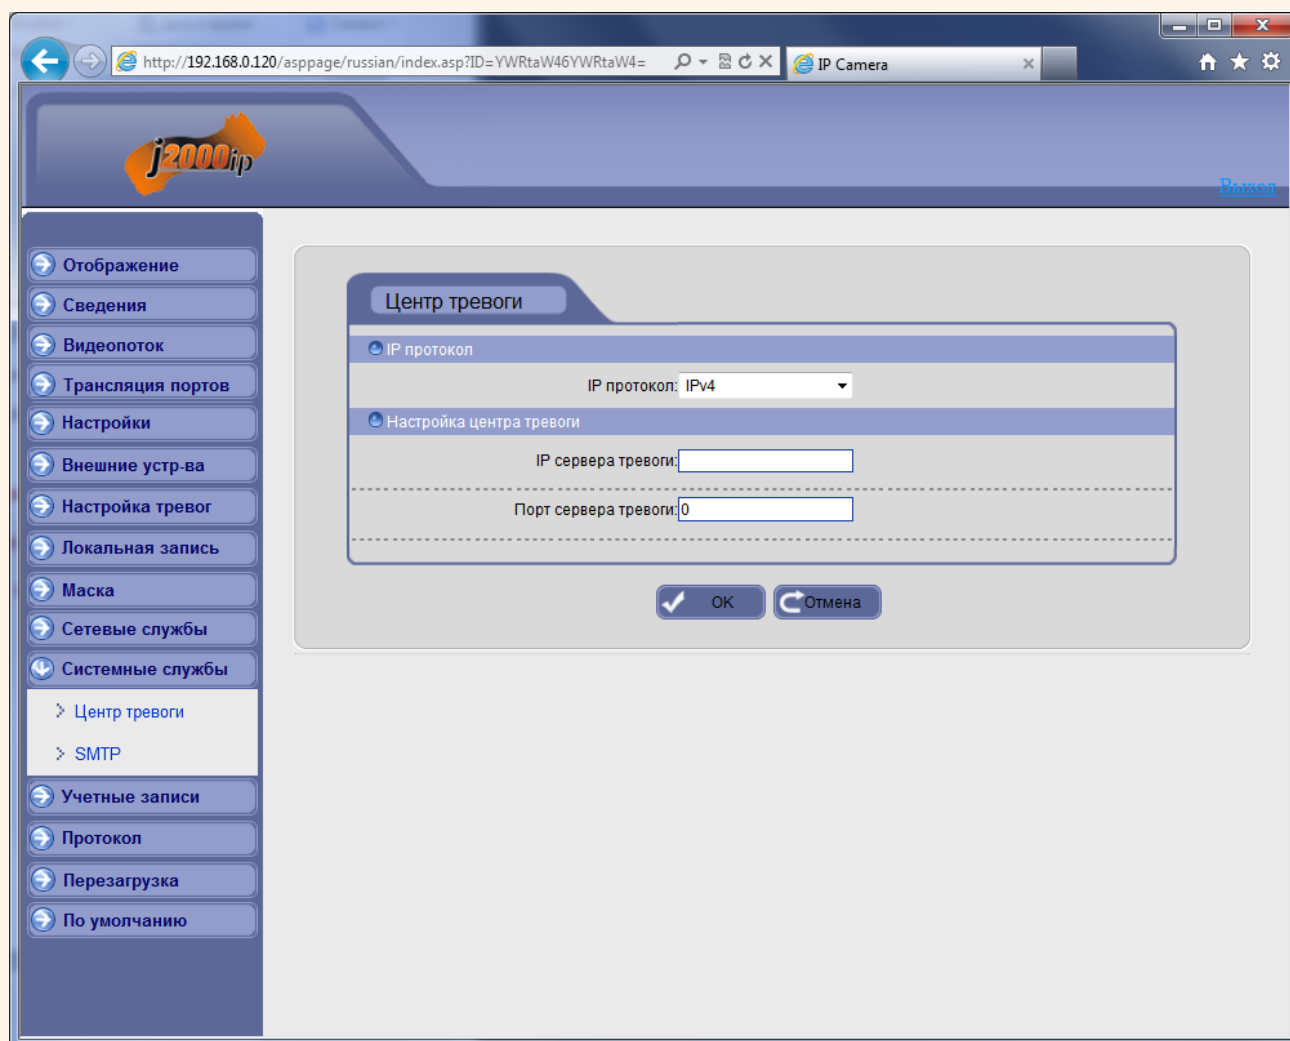 http://192.168.0.120/asppage/russian/index.asp?ID=YWRtaW46YWRtaW4=
IP Camera
j2000ip
Выход
Отображение
Сведения
Видеопоток
Трансляция портов
Настройки
Внешние устр-ва
Настройка тревог
Локальная запись
Маска
Сетевые службы
Системные службы
Центр тревоги
SMTP
Учетные записи
Протокол
Перезагрузка
По умолчанию
Центр тревоги
IP протокол
IP протокол: IPv4
Настройка центра тревоги
IP сервера тревоги:
Порт сервера тревоги: 0
OK
Отмена